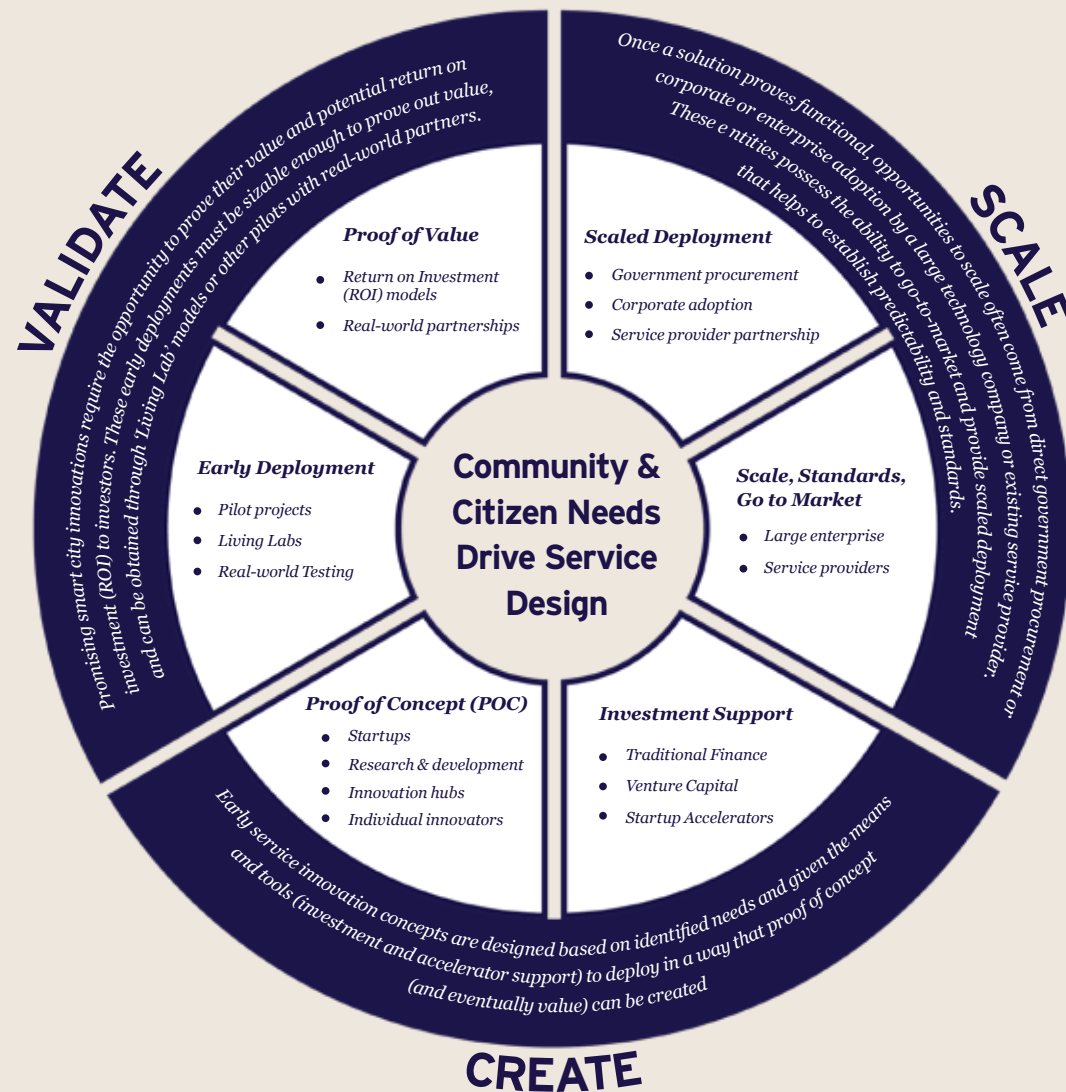 VALIDATE
Promising smart city innovations require the opportunity to prove their value and potential return on
investment (ROI) to investors. These early deployments must be sizable enough to prove out value,
and can be obtained through ‘Living Lab’ models or other pilots with real-world partners.
SCALE
Once a solution proves functional, opportunities to scale often come from direct government procurement or
corporate or enterprise adoption by a large technology company or existing service provider.
These e ntities possess the ability to go-to-market and provide scaled deployment
that helps to establish predictability and standards.
Proof of Value
• Return on Investment
(ROI) models
• Real-world partnerships
Scaled Deployment
• Government procurement
• Corporate adoption
• Service provider partnership
Early Deployment
• Pilot projects
• Living Labs
• Real-world Testing
Community &
Citizen Needs
Drive Service
Design
Scale, Standards,
Go to Market
• Large enterprise
• Service providers
Proof of Concept (POC)
• Startups
• Research & development
• Innovation hubs
• Individual innovators
Investment Support
• Traditional Finance
• Venture Capital
• Startup Accelerators
Early service innovation concepts are designed based on identified needs and given the means
and tools (investment and accelerator support) to deploy in a way that proof of concept
(and eventually value) can be created
CREATE